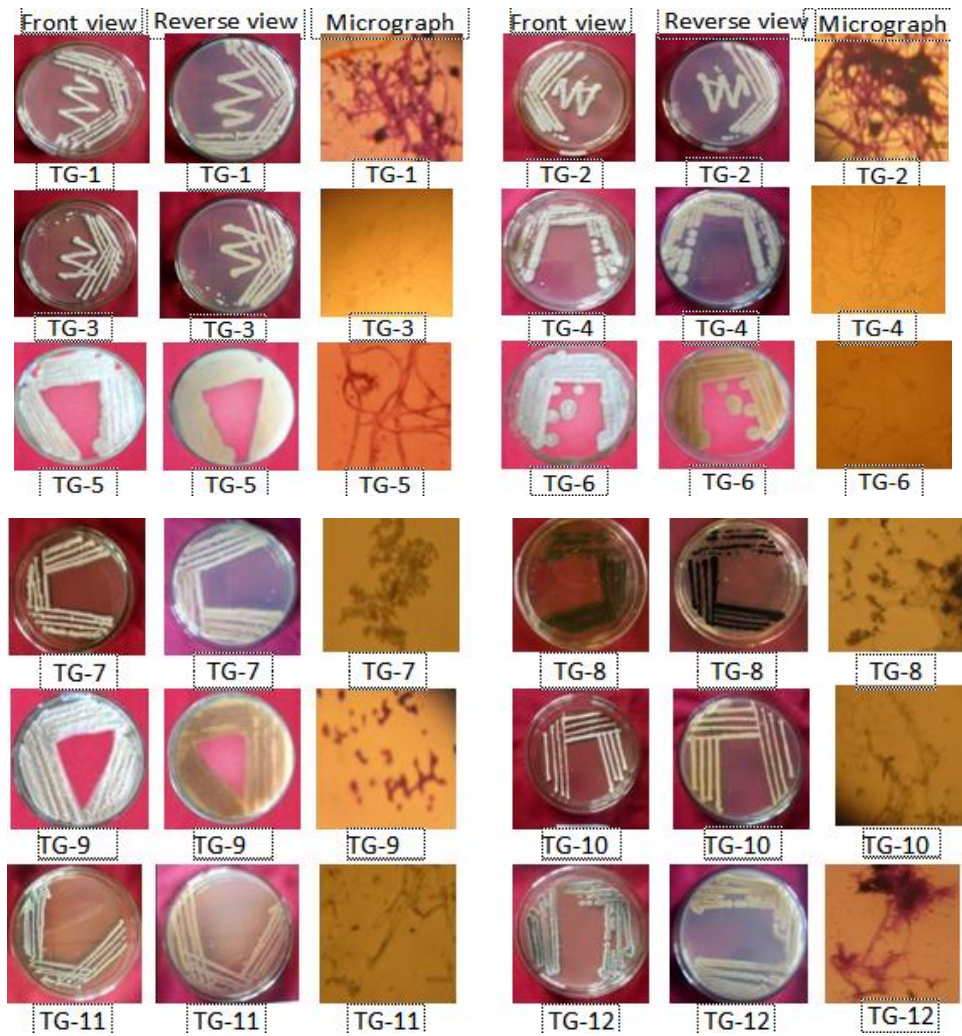 Front view Reverse view Micrograph Front view Reverse view Micrograph
TG-1 TG-1 TG-1 TG-2 TG-2 TG-2
TG-3 TG-3 TG-3 TG-4 TG-4 TG-4
TG-5 TG-5 TG-5 TG-6 TG-6 TG-6
TG-7 TG-7 TG-7 TG-8 TG-8 TG-8
TG-9 TG-9 TG-9 TG-10 TG-10 TG-10
TG-11 TG-11 TG-11 TG-12 TG-12 TG-12